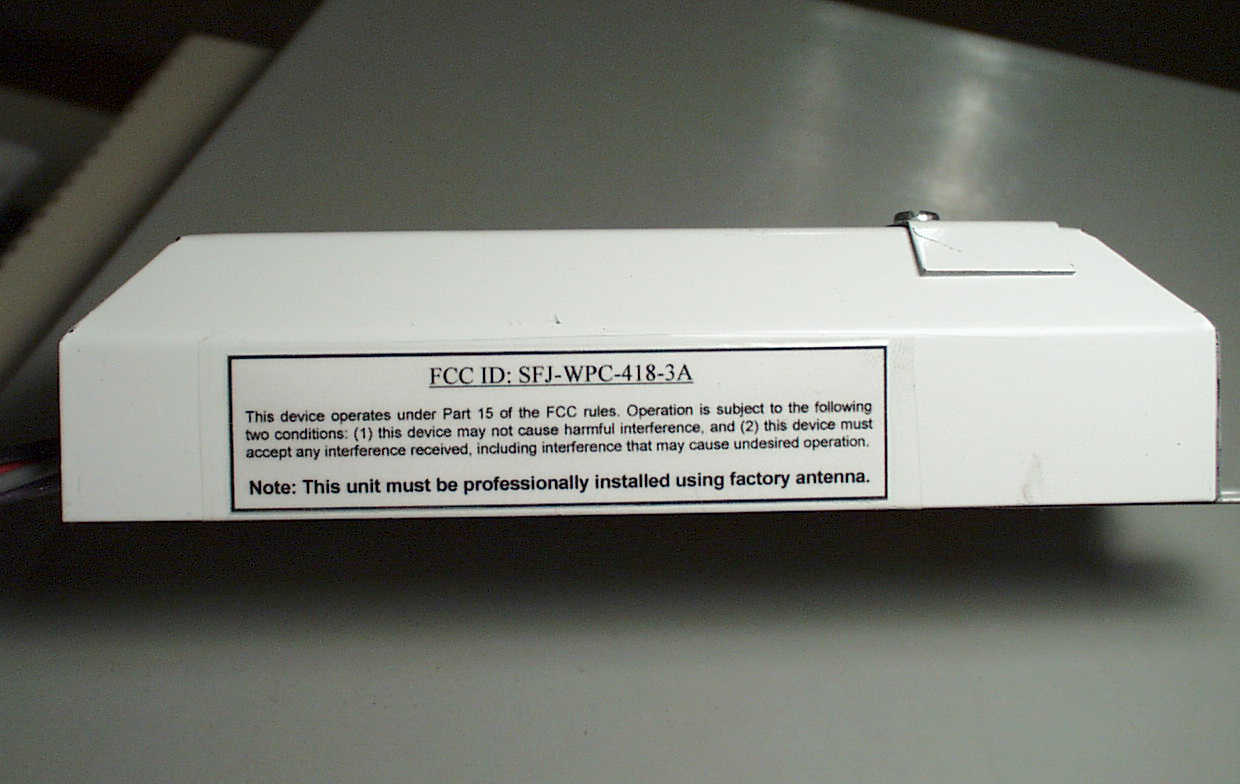 FCC ID: SFJ-WPC-418-3A
This device operates under Part 15 of the FCC rules. Operation is subject to the following
two conditions: (1) this device may not cause harmful interference, and (2) this device must
accept any interference received, including interference that may cause undesired operation.
Note: This unit must be professionally installed using factory antenna.